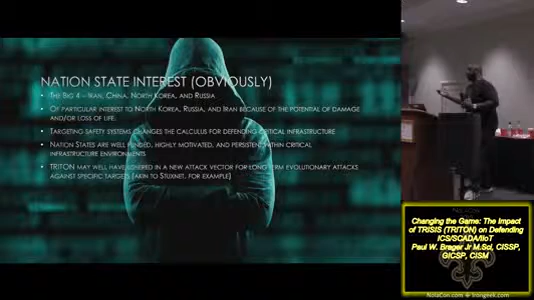 NATION STATE INTEREST (OBVIOUSLY)
• THE BIG 4 – IRAN, CHINA, NORTH KOREA, AND RUSSIA
• OF PARTICULAR INTEREST TO NORTH KOREA, RUSSIA, AND IRAN BECAUSE OF THE POTENTIAL OF DAMAGE
AND/OR LOSS OF LIFE.
• TARGETING SAFETY SYSTEMS CHANGES THE CALCULUS FOR DEFENDING CRITICAL INFRASTRUCTURE
• NATION STATES ARE WELL FUNDED, HIGHLY MOTIVATED, AND PERSISTENT WITHIN CRITICAL
INFRASTRUCTURE ENVIRONMENTS
• TRITON MAY WELL HAVE USHERED IN A NEW ATTACK VECTOR FOR LONG-TERM EVOLUTIONARY ATTACKS
AGAINST SPECIFIC TARGETS (AKIN TO STUXNET, FOR EXAMPLE)
Changing the Game: The Impact
of TRISIS (TRITON) on Defending
ICS/SCADA/IIoT
Paul W. Brager Jr M.Sci, CISSP,
GICSP, CISM
NolaCon.com Irongeek.com